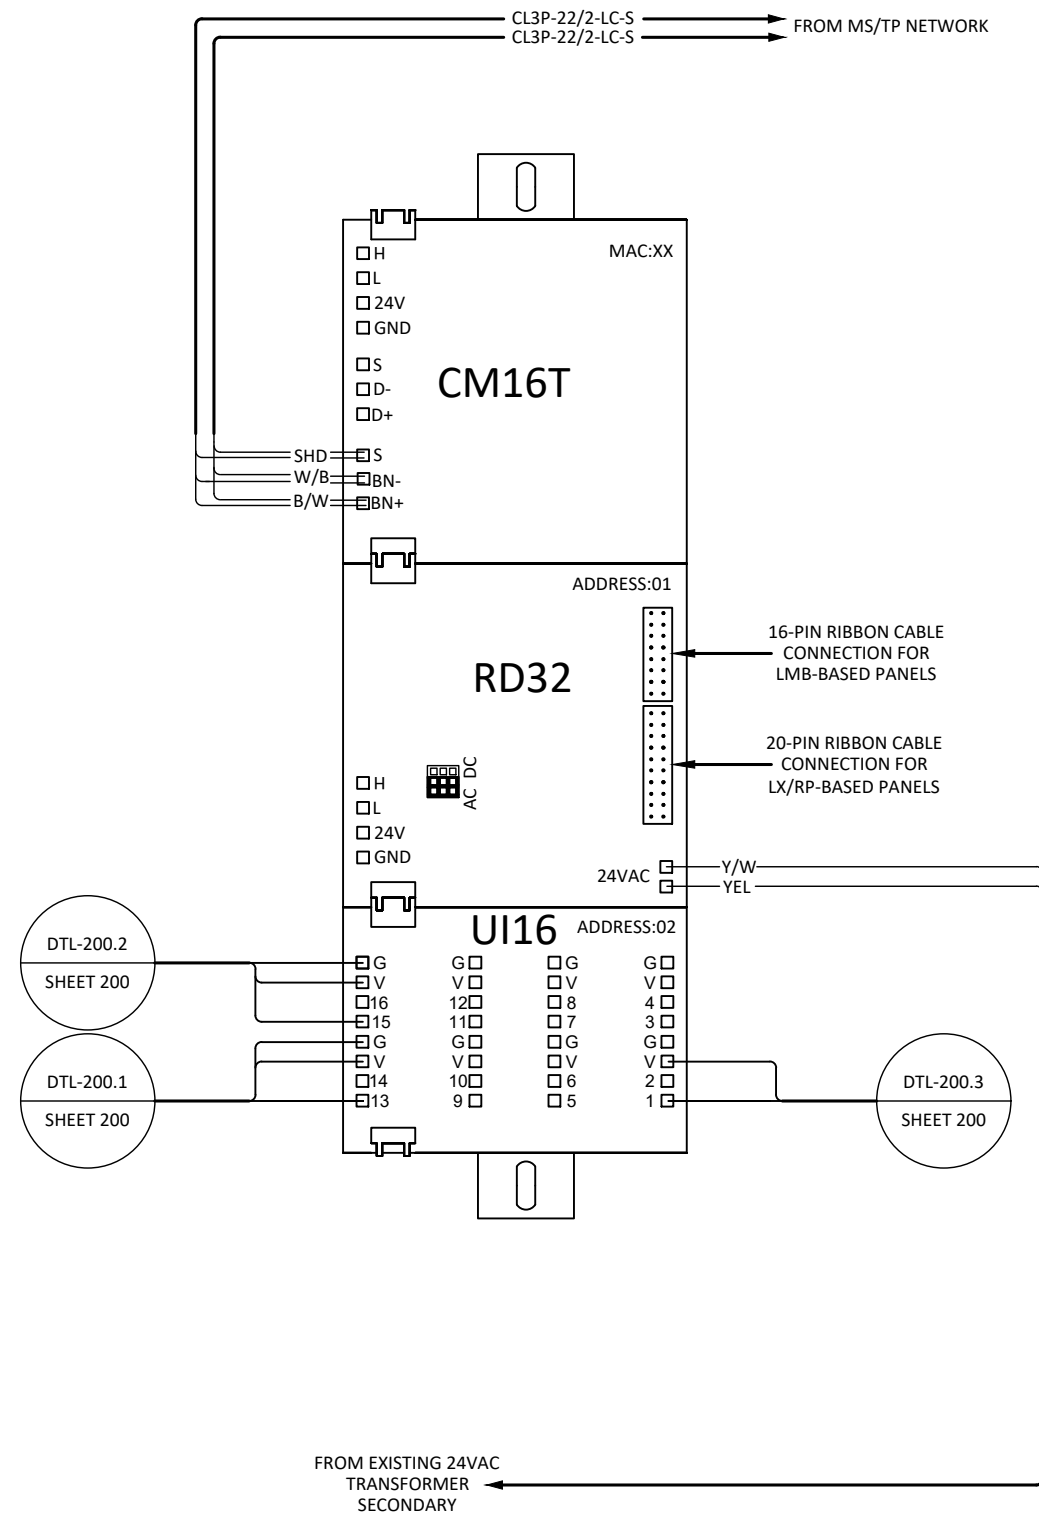 CL3P-22/2-LC-S
CL3P-22/2-LC-S
FROM MS/TP NETWORK
MAC:XX
H
L
24V
GND
S
D-
D+
CM16T
SHD
S
W/B
BN-
B/W
BN+
ADDRESS:01
RD32
16-PIN RIBBON CABLE
CONNECTION FOR
LMB-BASED PANELS
20-PIN RIBBON CABLE
CONNECTION FOR
LX/RP-BASED PANELS
AC DC
H
L
24V
GND
24VAC
Y/W
YEL
UI16
ADDRESS:02
DTL-200.2
SHEET 200
G G G G
V V V V
16 12 8 4
15 11 7 3
G G G G
V V V V
14 10 6 2
13 9 5 1
DTL-200.1
SHEET 200
DTL-200.3
SHEET 200
FROM EXISTING 24VAC
TRANSFORMER
SECONDARY